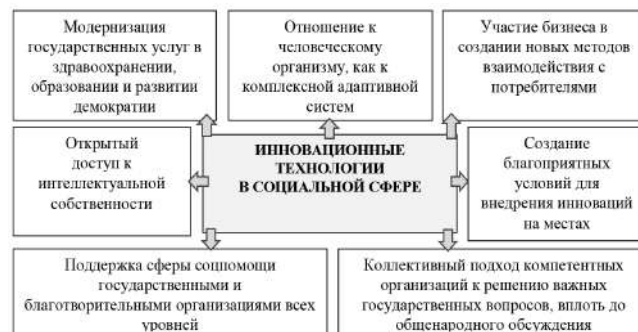 Модернизация
государственных услуг в
здравоохранении,
образовании и развитии
демократии
Отношение к
человеческому
организму, как к
комплексной адаптивной
систем
Участие бизнеса в
создании новых методов
взаимодействия с
потребителями
Открытый
доступ к
интеллектуальной
собственности
ИННОВАЦИОННЫЕ
ТЕХНОЛОГИИ
В СОЦИАЛЬНОЙ СФЕРЕ
Создание
благоприятных
условий для
внедрения инноваций
на местах
Поддержка сферы соцпомощи
государственными и
благотворительными организациями всех
уровней
Коллективный подход компетентных
организаций к решению важных
государственных вопросов, вплоть до
общенародного обсуждения